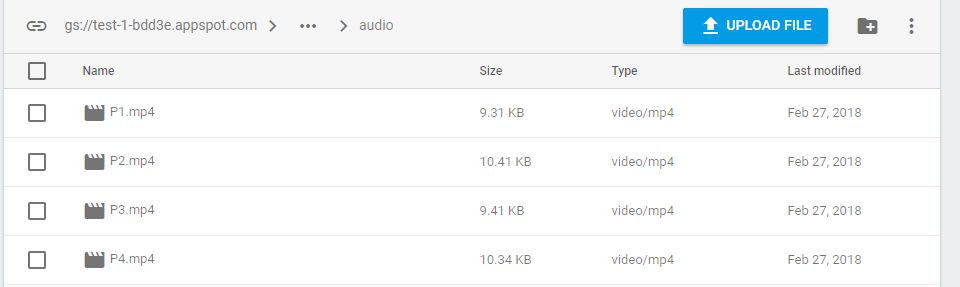 gs://test-1-bdd3e.appspot.com > ••• > audio UPLOAD FILE
Name Size Type Last modified
P1.mp4 9.31 KB video/mp4 Feb 27, 2018
P2.mp4 10.41 KB video/mp4 Feb 27, 2018
P3.mp4 9.41 KB video/mp4 Feb 27, 2018
P4.mp4 10.34 KB video/mp4 Feb 27, 2018